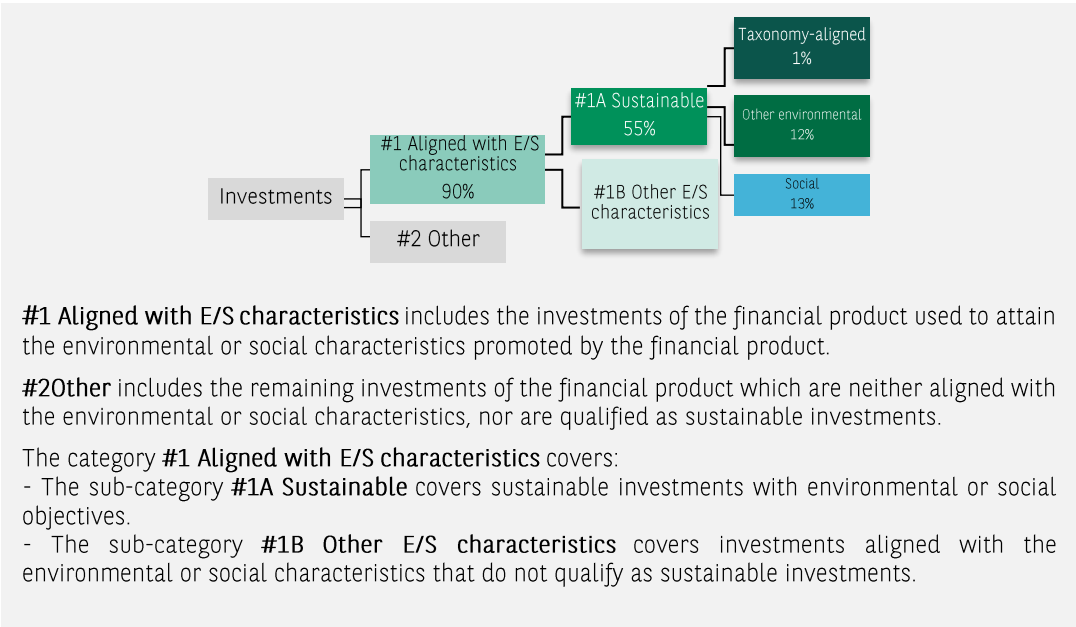 Taxonomy-aligned
1%
#1A Sustainable
55%
Other environmental
12%
#1 Aligned with E/S
characteristics
90%
Investments
#1B Other E/S
characteristics
Social
13%
#2 Other
#1 Aligned with E/S characteristics includes the investments of the financial product used to attain
the environmental or social characteristics promoted by the financial product.
#2Other includes the remaining investments of the financial product which are neither aligned with
the environmental or social characteristics, nor are qualified as sustainable investments.
The category #1 Aligned with E/S characteristics covers:
- The sub-category #1A Sustainable covers sustainable investments with environmental or social
objectives.
- The sub-category #1B Other E/S characteristics covers investments aligned with the
environmental or social characteristics that do not qualify as sustainable investments.